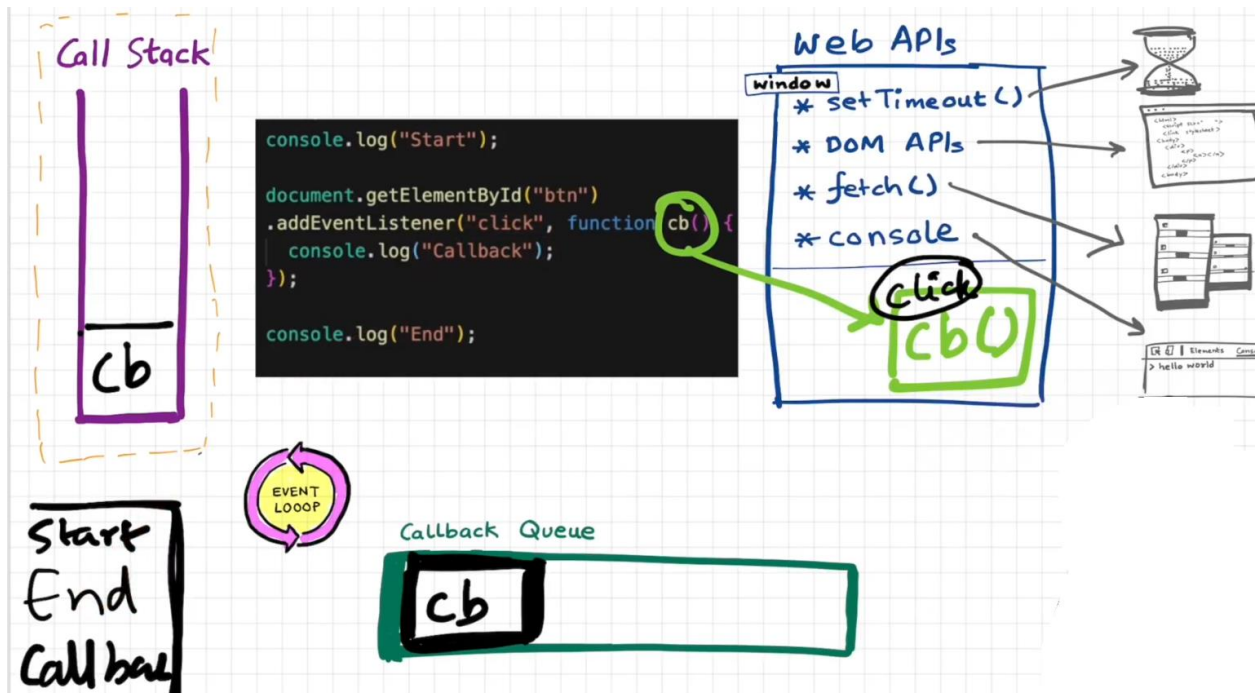 Call Stack
cb
console.log("Start");
document.getElementById("btn")
.addEventListener("click", function cb() {
console.log("Callback");
});
console.log("End");
Web APIs
window
* setTimeout()
* DOM APIs
* fetch()
* console
click
cb()
> hello world
Elements
EVENT
LOOOP
Callback Queue
cb
Start
End
Callbac